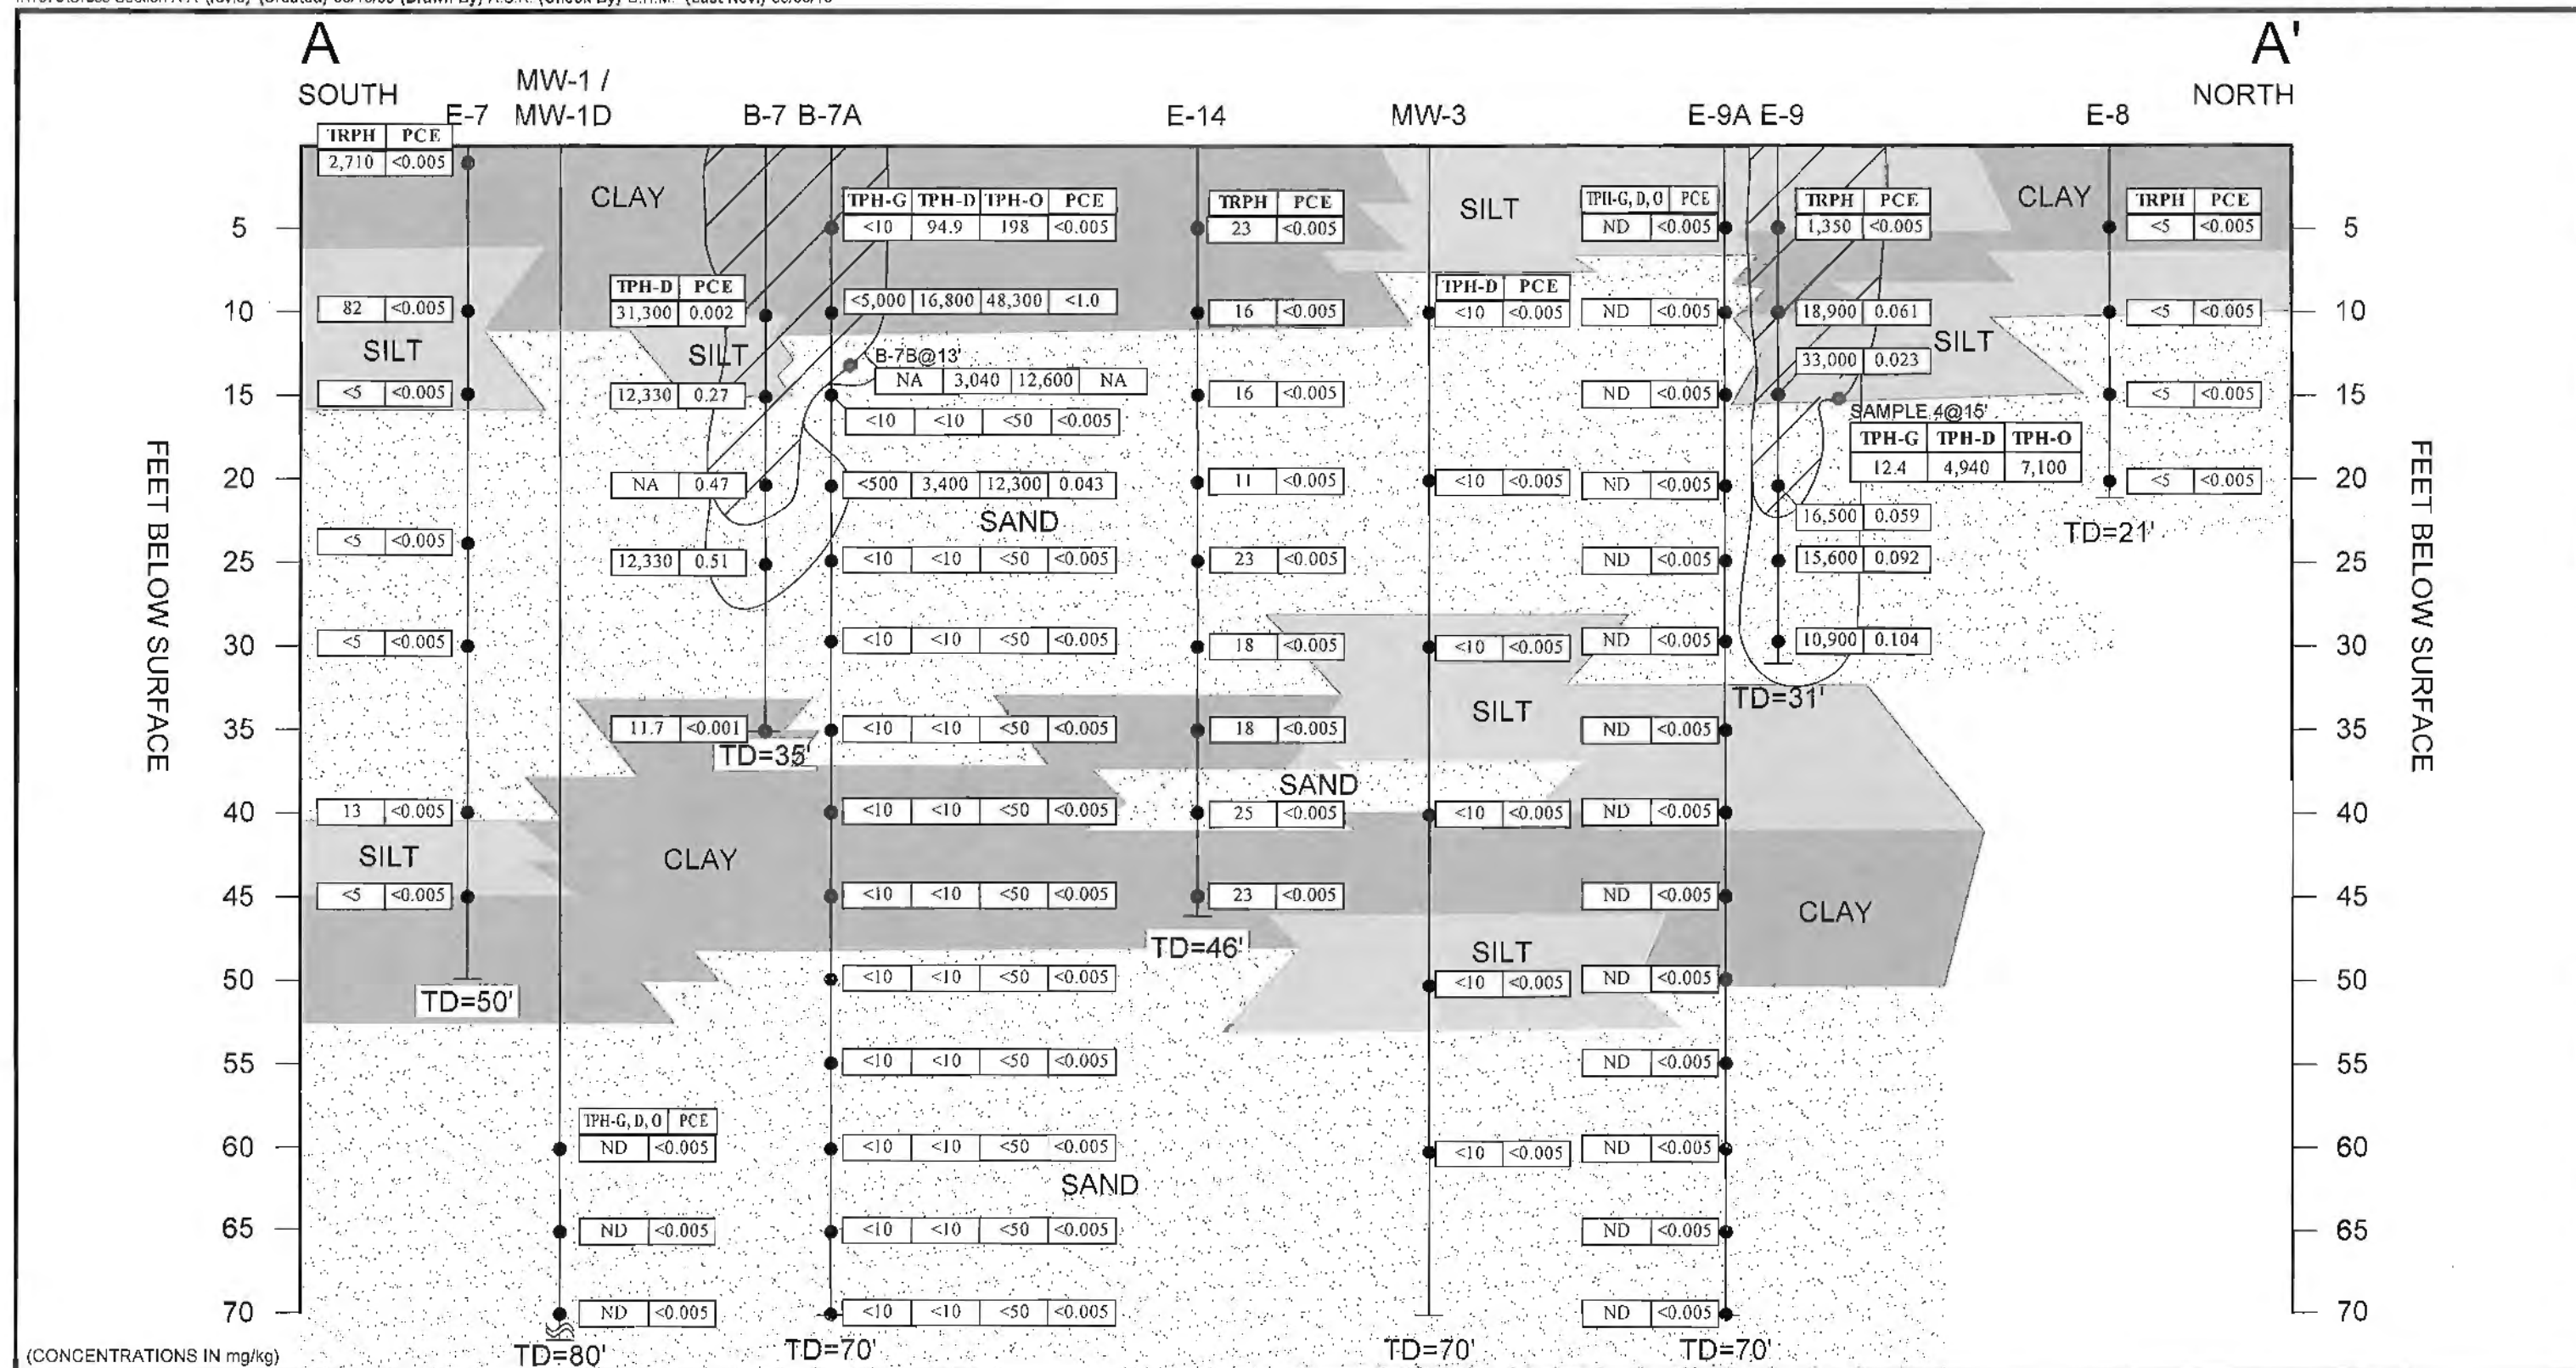 A
A'
SOUTH
NORTH
E-7
MW-1 /
MW-1D
B-7
B-7A
E-14
MW-3
E-9A
E-9
E-8
FEET BELOW SURFACE
5
10
15
20
25
30
35
40
45
50
55
60
65
70
TRPH PCE
2,710 <0.005
82 <0.005
<5 <0.005
<5 <0.005
<5 <0.005
13 <0.005
<5 <0.005
TD=50'
SILT
SILT
CLAY
TPH-G, D, O PCE
ND <0.005
ND <0.005
ND <0.005
TD=80'
TPH-D PCE
31,300 0.002
SILT
12,330 0.27
NA 0.47
12,330 0.51
11.7 <0.001
TD=35'
CLAY
TPH-G TPH-D TPH-O PCE
<10 94.9 198 <0.005
<5,000 16,800 48,300 <1.0
B-7B@13'
NA 3,040 12,600 NA
<10 <10 <50 <0.005
<500 3,400 12,300 0.043
SAND
<10 <10 <50 <0.005
<10 <10 <50 <0.005
<10 <10 <50 <0.005
<10 <10 <50 <0.005
<10 <10 <50 <0.005
<10 <10 <50 <0.005
<10 <10 <50 <0.005
<10 <10 <50 <0.005
SAND
<10 <10 <50 <0.005
<10 <10 <50 <0.005
TD=70'
TRPH PCE
23 <0.005
16 <0.005
16 <0.005
11 <0.005
23 <0.005
18 <0.005
18 <0.005
SAND
25 <0.005
23 <0.005
TD=46'
SILT
TPH-D PCE
<10 <0.005
<10 <0.005
<10 <0.005
SILT
<10 <0.005
SILT
<10 <0.005
<10 <0.005
TD=70'
TPH-G, D, O PCE
ND <0.005
ND <0.005
ND <0.005
ND <0.005
ND <0.005
ND <0.005
ND <0.005
ND <0.005
ND <0.005
ND <0.005
ND <0.005
ND <0.005
ND <0.005
ND <0.005
TD=70'
TRPH PCE
1,350 <0.005
18,900 0.061
SILT
33,000 0.023
SAMPLE 4@15'
TPH-G TPH-D TPH-O
12.4 4,940 7,100
16,500 0.059
15,600 0.092
10,900 0.104
TD=31'
CLAY
CLAY
TRPH PCE
<5 <0.005
<5 <0.005
<5 <0.005
<5 <0.005
TD=21'
5
10
15
20
25
30
35
40
45
50
55
60
65
70
FEET BELOW SURFACE
(CONCENTRATIONS IN mg/kg)